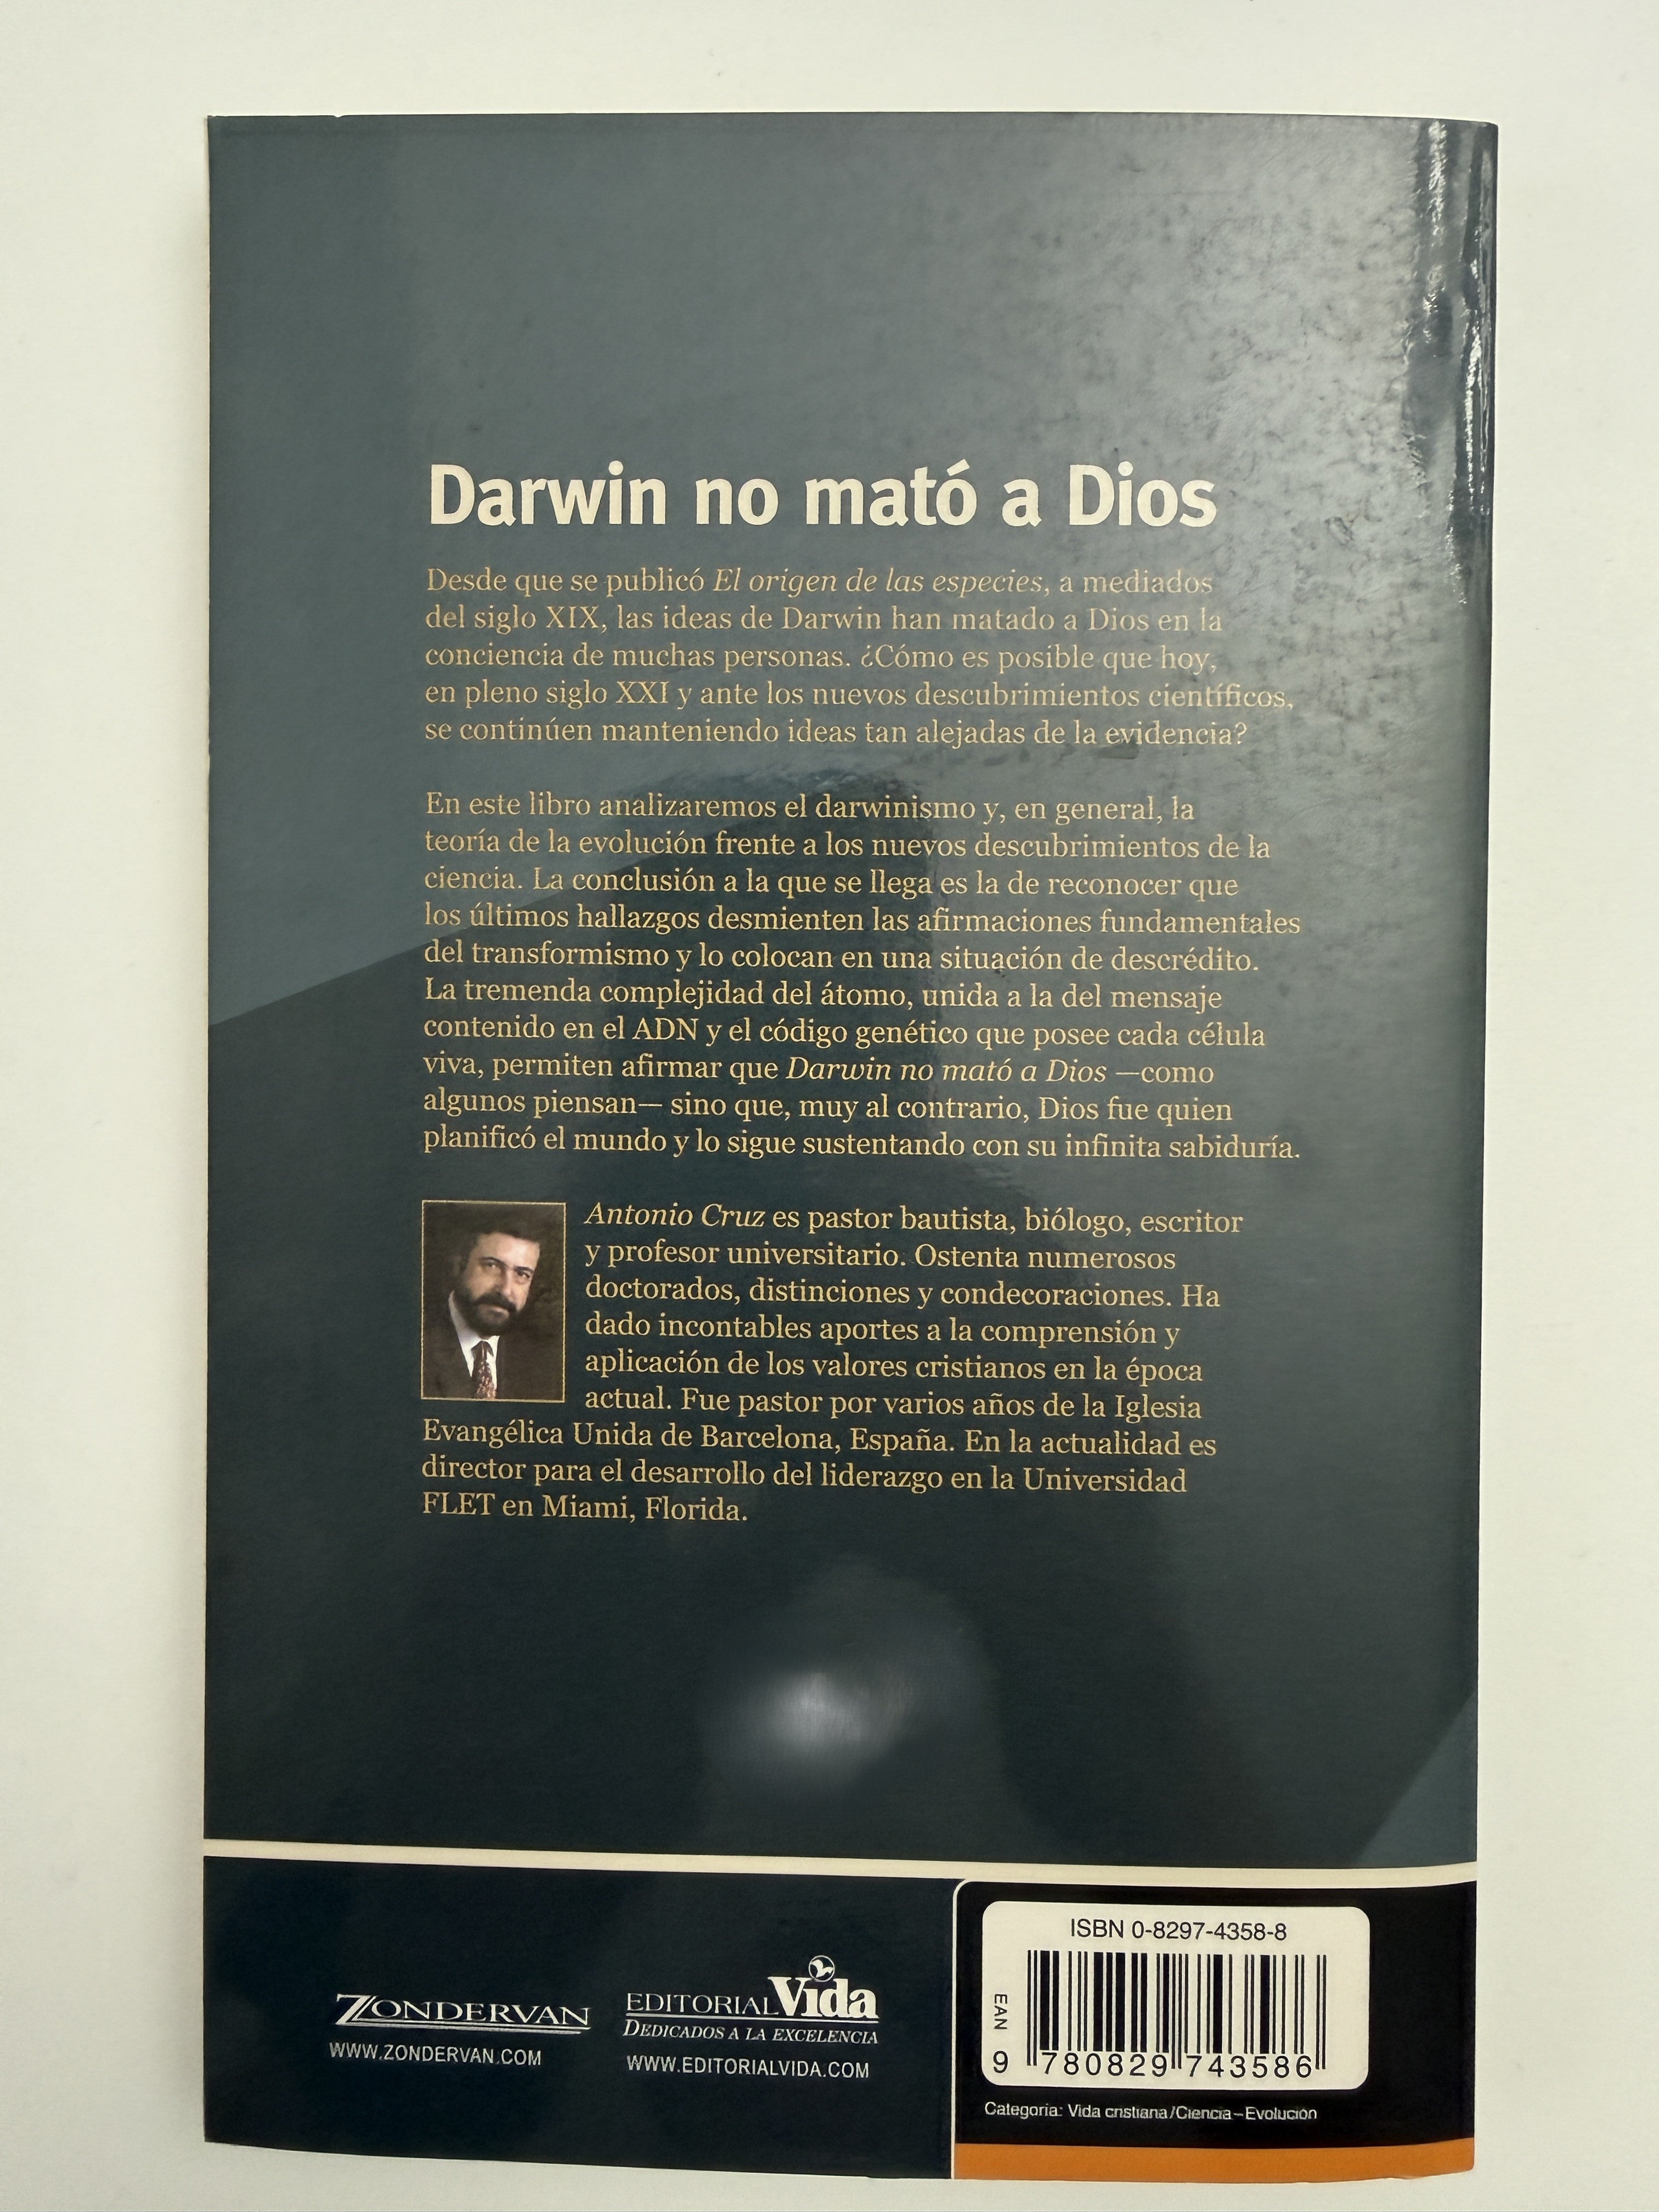 Darwin no mató a Dios
Desde que se publicó El origen de las especies, a mediados
del siglo XIX, las ideas de Darwin han matado a Dios en la
conciencia de muchas personas. ¿Cómo es posible que hoy,
en pleno siglo XXI y ante los nuevos descubrimientos científicos,
se continúen manteniendo ideas tan alejadas de la evidencia?
En este libro analizaremos el darwinismo y, en general, la
teoría de la evolución frente a los nuevos descubrimientos de la
ciencia. La conclusión a la que se llega es la de reconocer que
los últimos hallazgos desmienten las afirmaciones fundamentales
del transformismo y lo colocan en una situación de descrédito.
La tremenda complejidad del átomo, unida a la del mensaje
contenido en el ADN y el código genético que posee cada célula
viva, permiten afirmar que Darwin no mató a Dios —como
algunos piensan— sino que, muy al contrario, Dios fue quien
planificó el mundo y lo sigue sustentando con su infinita sabiduría.
Antonio Cruz es pastor bautista, biólogo, escritor
y profesor universitario. Ostenta numerosos
doctorados, distinciones y condecoraciones. Ha
dado incontables aportes a la comprensión y
aplicación de los valores cristianos en la época
actual. Fue pastor por varios años de la Iglesia
Evangélica Unida de Barcelona, España. En la actualidad es
director para el desarrollo del liderazgo en la Universidad
FLET en Miami, Florida.
ZONDERVAN
WWW.ZONDERVAN.COM
EDITORIAL Vida
DEDICADOS A LA EXCELENCIA
WWW.EDITORIALVIDA.COM
ISBN 0-8297-4358-8
EAN
9 780829 743586
Categoría: Vida cristiana/Ciencia–Evolución